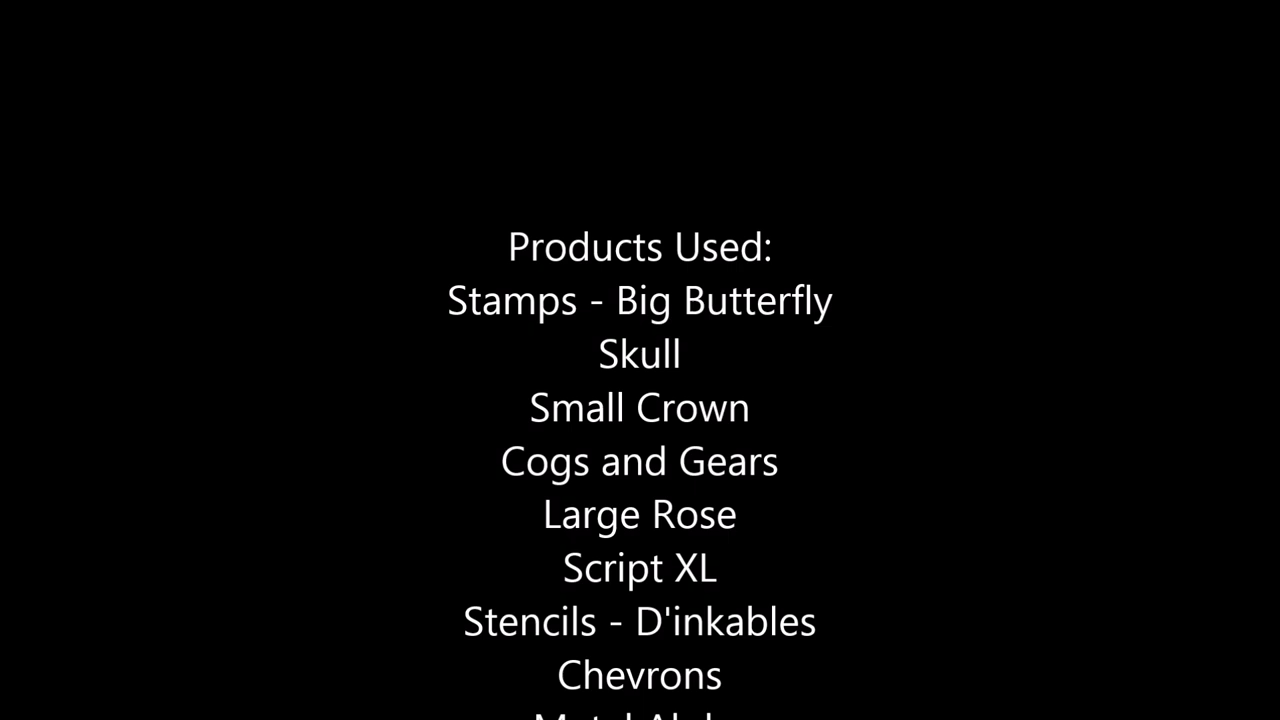 Products Used:
Stamps - Big Butterfly
Skull
Small Crown
Cogs and Gears
Large Rose
Script XL
Stencils - D'inkables
Chevrons